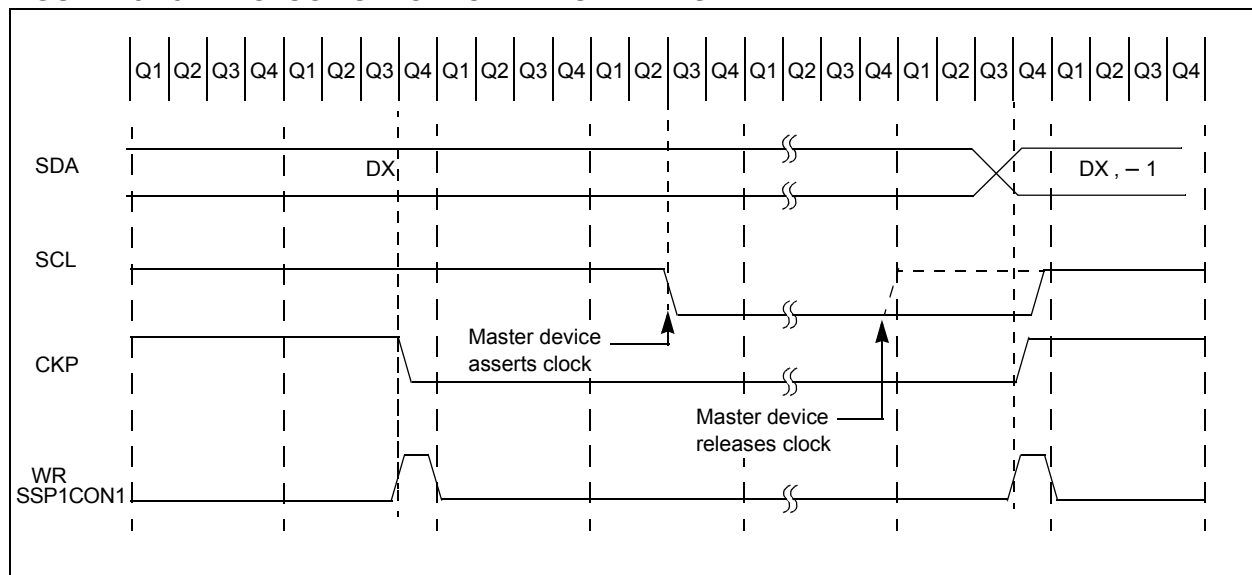 Q1 Q2 Q3 Q4 Q1 Q2 Q3 Q4 Q1 Q2 Q3 Q4 Q1 Q2 Q3 Q4 Q1 Q2 Q3 Q4 Q1 Q2 Q3 Q4 Q1 Q2 Q3 Q4
SDA
DX
DX , – 1
SCL
Master device
asserts clock
CKP
Master device
releases clock
WR
SSP1CON1